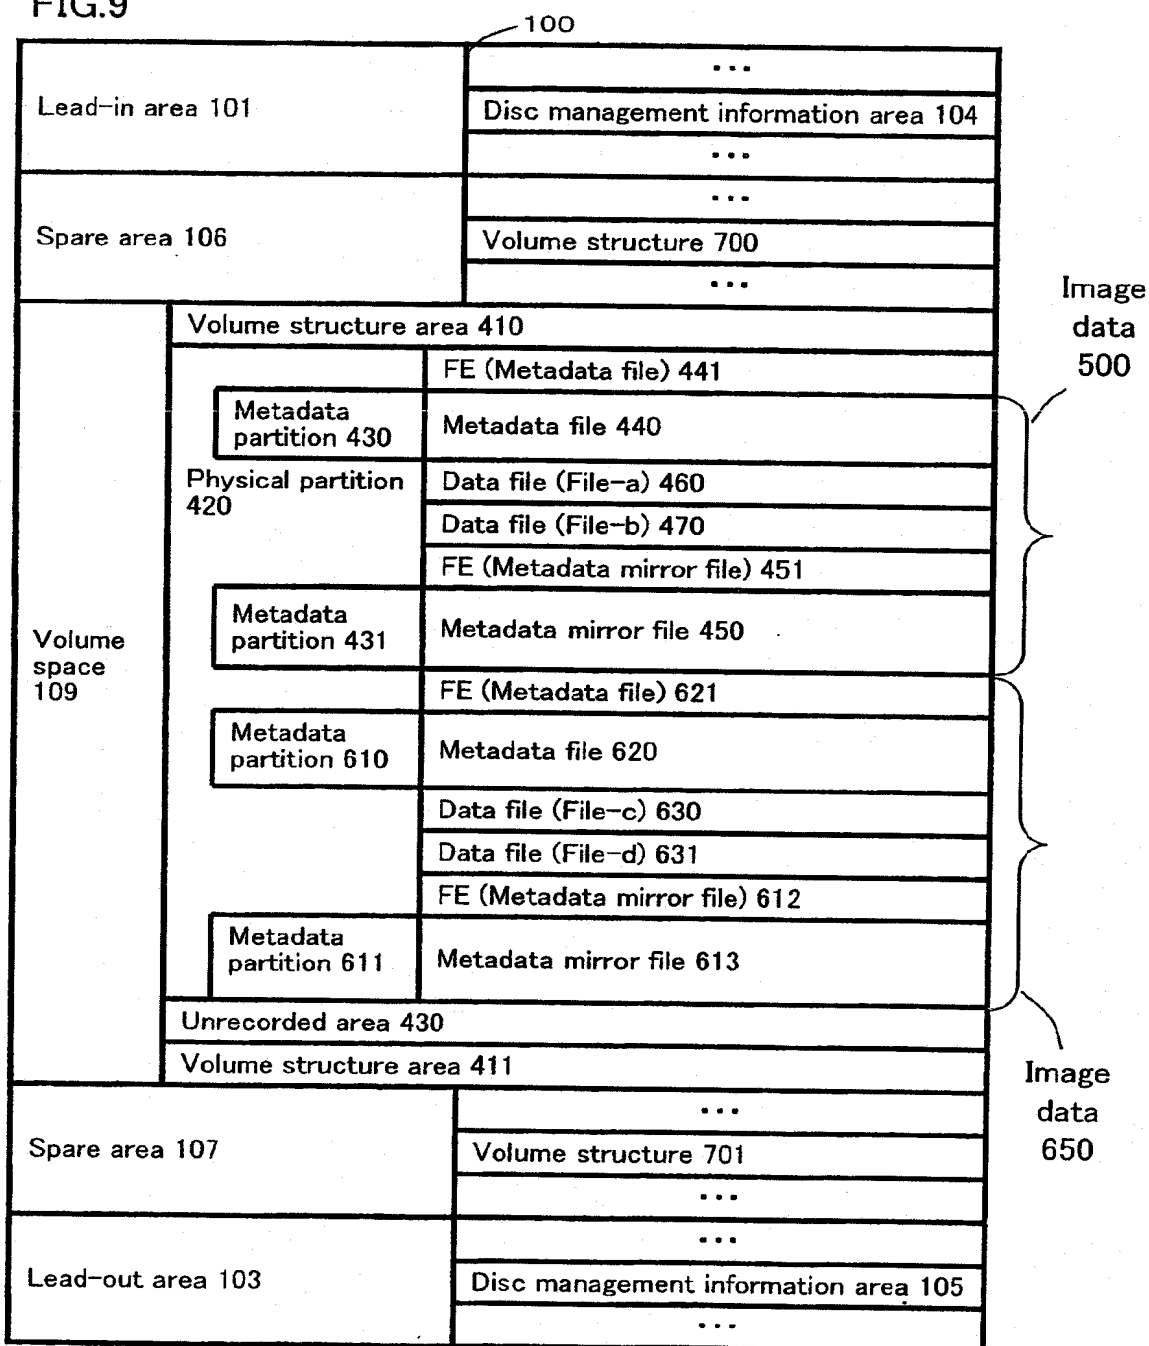 FIG.9
100
...
Lead-in area 101
Disc management information area 104
...
...
Spare area 106
Volume structure 700
...
Image
data
500
Volume structure area 410
FE (Metadata file) 441
Metadata
partition 430
Metadata file 440
Physical partition
420
Data file (File-a) 460
Data file (File-b) 470
FE (Metadata mirror file) 451
Metadata
partition 431
Metadata mirror file 450
Volume
space
109
FE (Metadata file) 621
Metadata
partition 610
Metadata file 620
Data file (File-c) 630
Data file (File-d) 631
FE (Metadata mirror file) 612
Metadata
partition 611
Metadata mirror file 613
Unrecorded area 430
Volume structure area 411
Image
data
650
...
Spare area 107
Volume structure 701
...
...
Lead-out area 103
Disc management information area 105
...